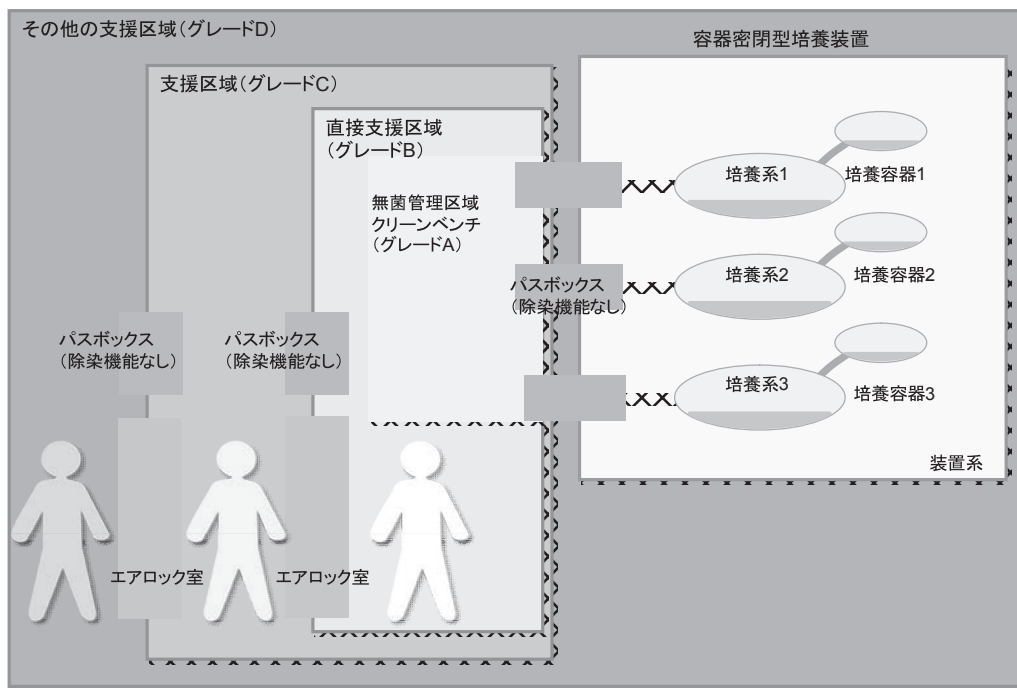 その他の支援区域(グレードD)
容器密閉型培養装置
支援区域(グレードC)
直接支援区域
(グレードB)
無菌管理区域
クリーンベンチ
(グレードA)
培養系1
培養容器1
培養系2
培養容器2
パスボックス
(除染機能なし)
パスボックス
(除染機能なし)
パスボックス
(除染機能なし)
培養系3
培養容器3
装置系
エアロック室
エアロック室